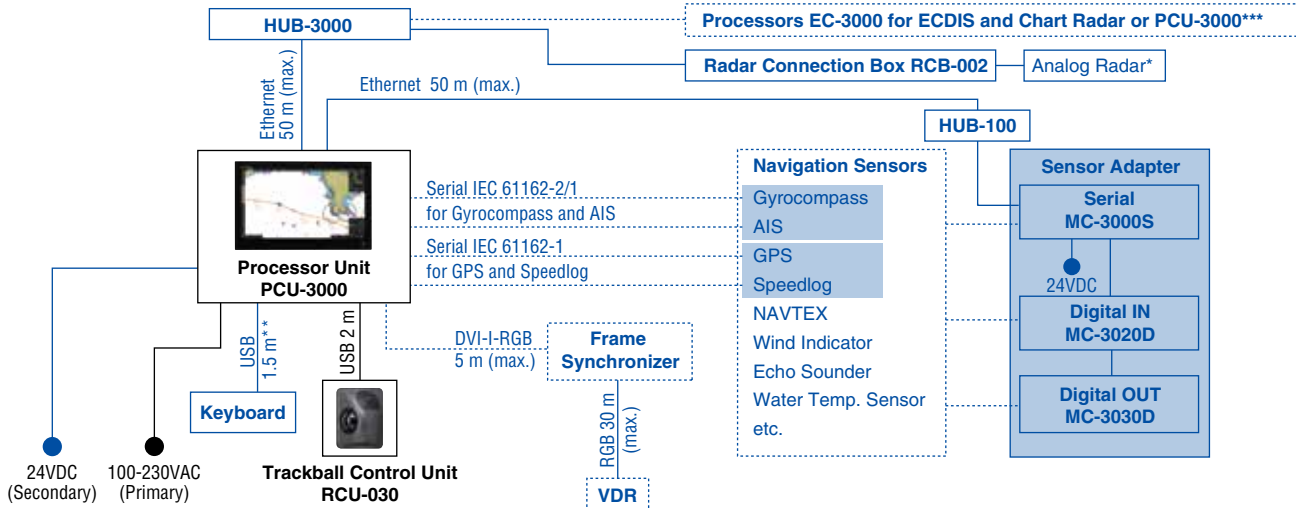 HUB-3000
Processors EC-3000 for ECDIS and Chart Radar or PCU-3000***
Radar Connection Box RCB-002
Analog Radar*
Ethernet
50 m (max.)
Ethernet 50 m (max.)
HUB-100
Processor Unit
PCU-3000
Serial IEC 61162-2/1
for Gyrocompass and AIS
Serial IEC 61162-1
for GPS and Speedlog
Navigation Sensors
Gyrocompass
AIS
GPS
Speedlog
NAVTEX
Wind Indicator
Echo Sounder
Water Temp. Sensor
etc.
Sensor Adapter
Serial
MC-3000S
24VDC
Digital IN
MC-3020D
Digital OUT
MC-3030D
USB
1.5 m**
USB 2 m
DVI-I-RGB
5 m (max.)
Frame
Synchronizer
Keyboard
RGB 30 m
(max.)
24VDC
(Secondary)
100-230VAC
(Primary)
Trackball Control Unit
RCU-030
VDR